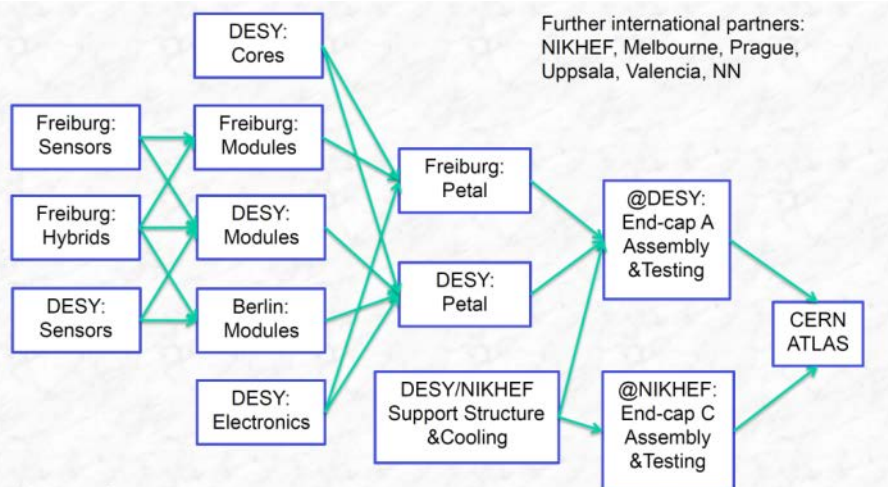 DESY:
Cores
Further international partners:
NIKHEF, Melbourne, Prague,
Uppsala, Valencia, NN
Freiburg:
Sensors
Freiburg:
Modules
Freiburg:
Petal
@DESY:
End-cap A
Assembly
&Testing
Freiburg:
Hybrids
DESY:
Modules
DESY:
Sensors
Berlin:
Modules
DESY:
Petal
CERN
ATLAS
DESY:
Electronics
DESY/NIKHEF
Support Structure
&Cooling
@NIKHEF:
End-cap C
Assembly
&Testing